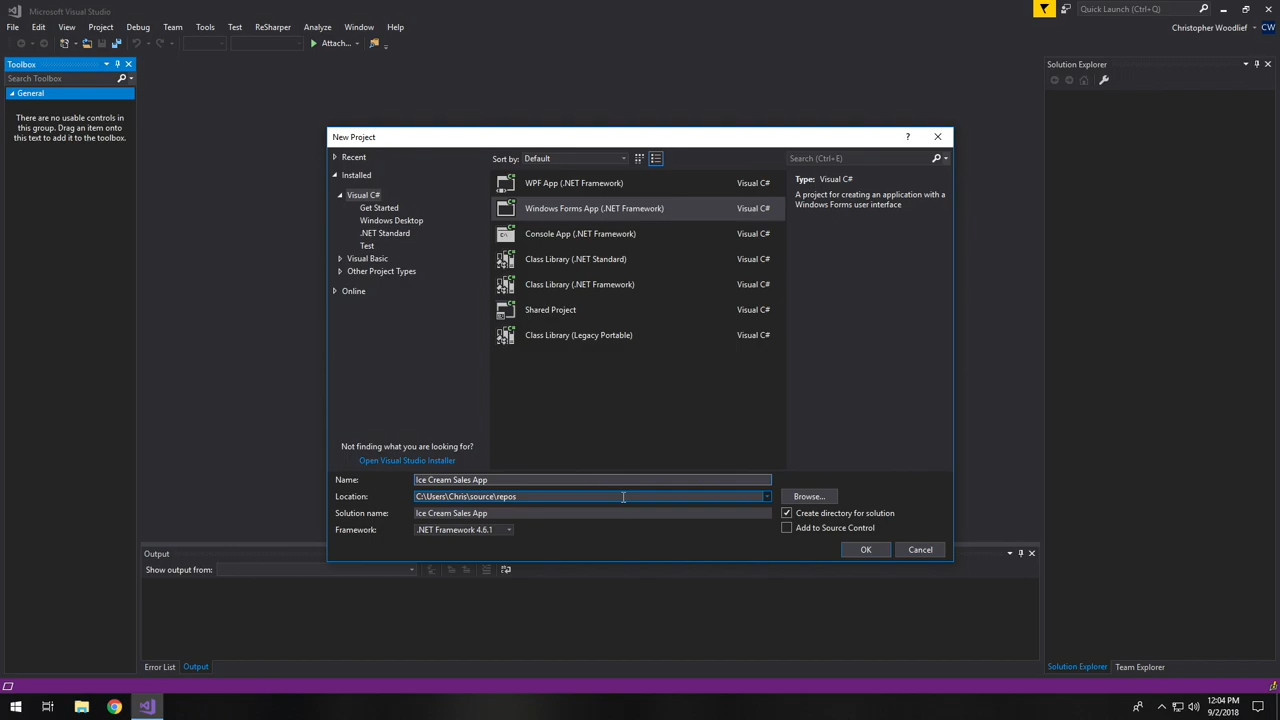 Microsoft Visual Studio
Quick Launch (Ctrl+Q)
File Edit View Project Debug Team Tools Test ReSharper Analyze Window Help
Christopher Woodlief CW
Attach...
Toolbox
Search Toolbox
General
There are no usable controls in
this group. Drag an item onto
this text to add it to the toolbox.
Solution Explorer
New Project
?
Recent
Installed
Visual C#
Get Started
Windows Desktop
.NET Standard
Test
Visual Basic
Other Project Types
Online
Not finding what you are looking for?
Open Visual Studio Installer
Sort by: Default
WPF App (.NET Framework) Visual C#
Windows Forms App (.NET Framework) Visual C#
Console App (.NET Framework) Visual C#
Class Library (.NET Standard) Visual C#
Class Library (.NET Framework) Visual C#
Shared Project Visual C#
Class Library (Legacy Portable) Visual C#
Search (Ctrl+E)
Type: Visual C#
A project for creating an application with a
Windows Forms user interface
Name: Ice Cream Sales App
Location: C:\Users\Chris\source\repos
Browse...
Solution name: Ice Cream Sales App
Create directory for solution
Framework: .NET Framework 4.6.1
Add to Source Control
OK Cancel
Output
Show output from:
Error List Output
Solution Explorer Team Explorer
12:04 PM
9/2/2018